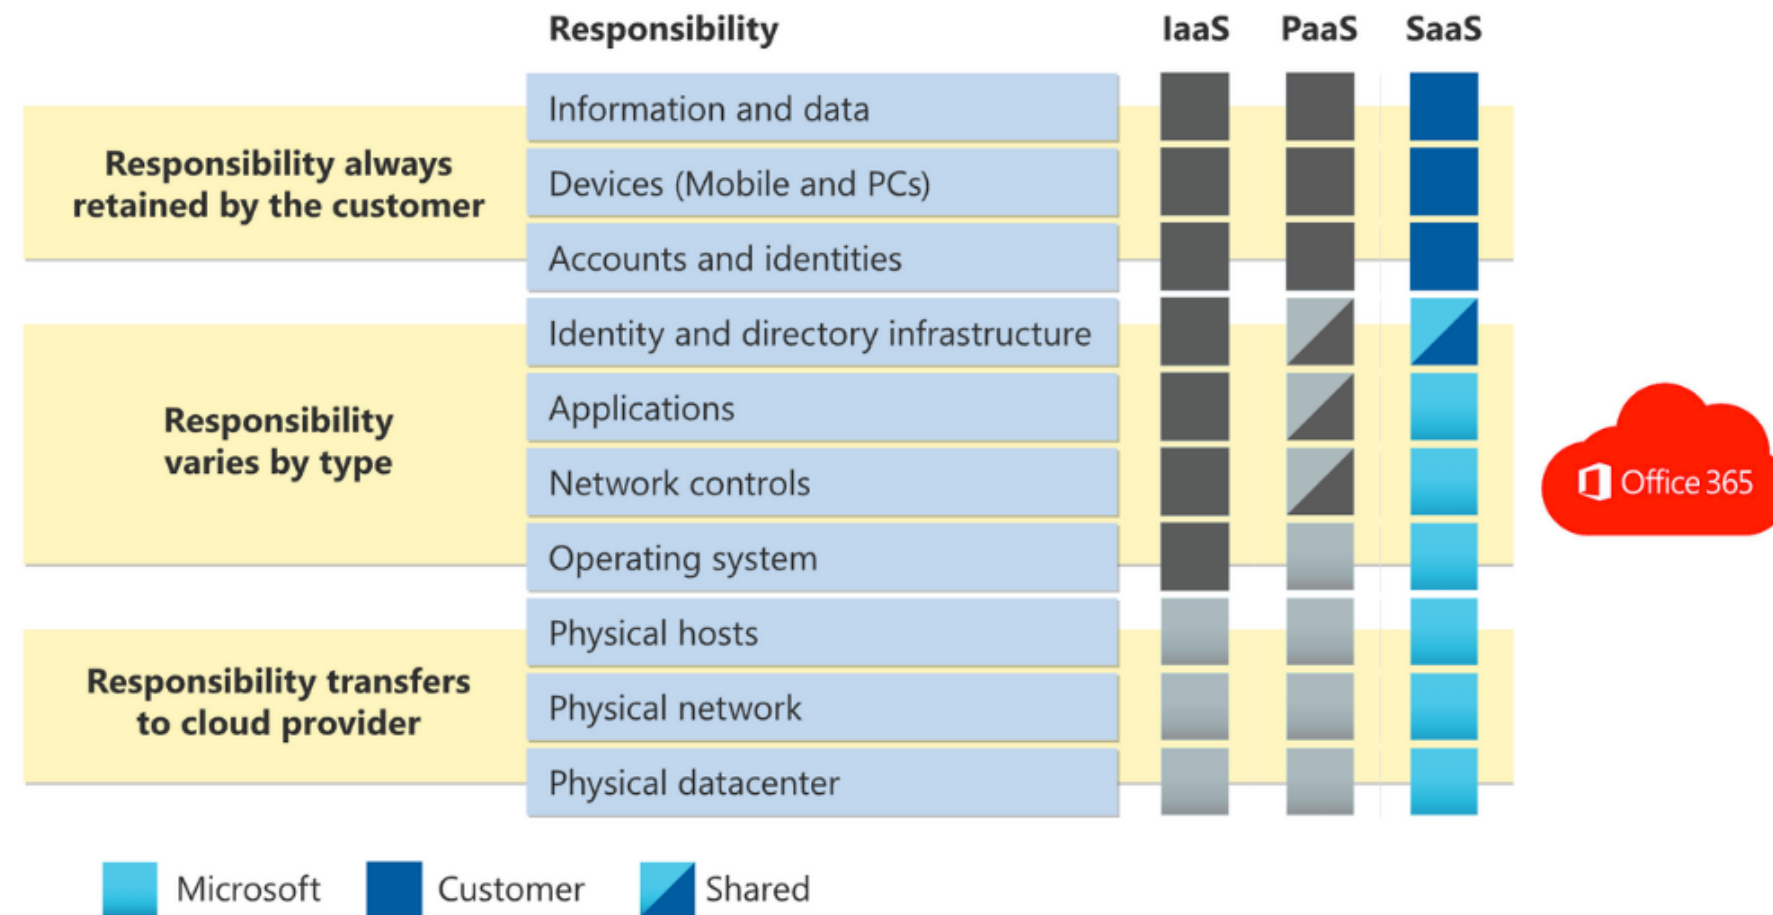 Responsibility IaaS PaaS SaaS
Information and data
Responsibility always
retained by the customer
Devices (Mobile and PCs)
Accounts and identities
Identity and directory infrastructure
Responsibility
varies by type
Applications
Network controls
Operating system
Office 365
Physical hosts
Responsibility transfers
to cloud provider
Physical network
Physical datacenter
Microsoft Customer Shared